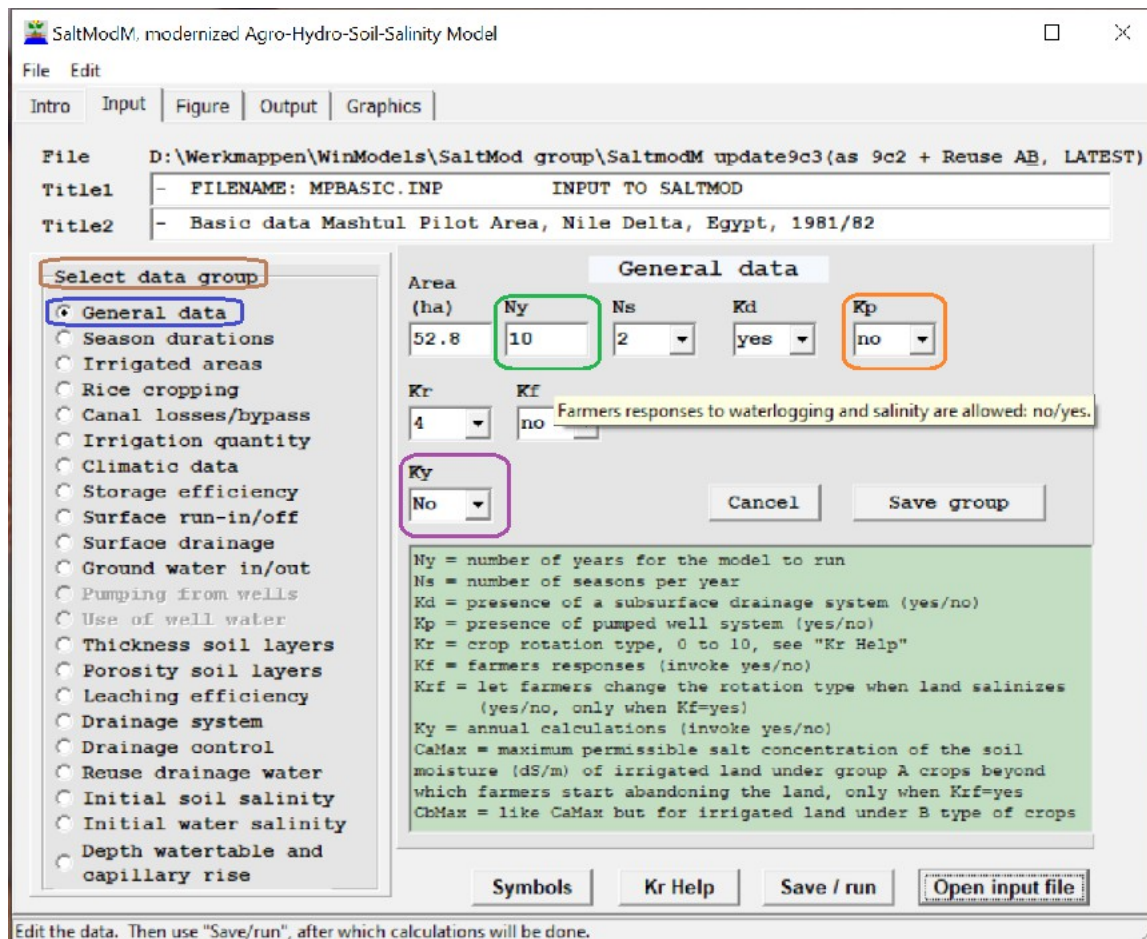 SaltModM, modernized Agro-Hydro-Soil-Salinity Model
File Edit
Intro Input Figure Output Graphics
File D:\Werkmappen\WinModels\SaltMod group\SaltmodM update9c3(as 9c2 + Reuse AB, LATEST)
Title1 - FILENAME: MPBASIC.INP INPUT TO SALTMOD
Title2 - Basic data Mashtul Pilot Area, Nile Delta, Egypt, 1981/82
Select data group
General data
Season durations
Irrigated areas
Rice cropping
Canal losses/bypass
Irrigation quantity
Climatic data
Storage efficiency
Surface run-in/off
Surface drainage
Ground water in/out
Pumping from wells
Use of well water
Thickness soil layers
Porosity soil layers
Leaching efficiency
Drainage system
Drainage control
Reuse drainage water
Initial soil salinity
Initial water salinity
Depth watertable and
capillary rise
General data
Area
(ha) Ny Ns Kd Kp
52.8 10 2 yes no
Kr Kf
4 no
Farmers responses to waterlogging and salinity are allowed: no/yes.
Ky
No Cancel Save group
Ny = number of years for the model to run
Ns = number of seasons per year
Kd = presence of a subsurface drainage system (yes/no)
Kp = presence of pumped well system (yes/no)
Kr = crop rotation type, 0 to 10, see "Kr Help"
Kf = farmers responses (invoke yes/no)
Krf = let farmers change the rotation type when land salinizes
(yes/no, only when Kf=yes)
Ky = annual calculations (invoke yes/no)
CaMax = maximum permissible salt concentration of the soil
moisture (dS/m) of irrigated land under group A crops beyond
which farmers start abandoning the land, only when Krf=yes
CbMax = like CaMax but for irrigated land under B type of crops
Symbols Kr Help Save / run Open input file
Edit the data. Then use "Save/run", after which calculations will be done.